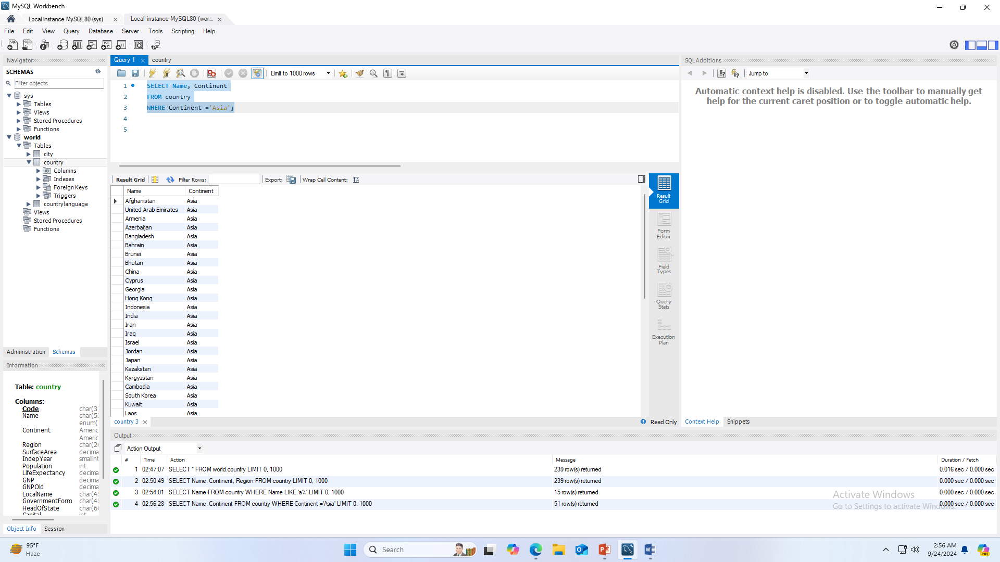 MySQL Workbench
Local instance MySQL80 (sys)
Local instance MySQL80 (wor...
File Edit View Query Database Server Tools Scripting Help
Navigator
SCHEMAS
Filter objects
sys
Tables
Views
Stored Procedures
Functions
world
Tables
city
country
Columns
Indexes
Foreign Keys
Triggers
countrylanguage
Views
Stored Procedures
Functions
Administration Schemas
Information
Table: country
Columns:
Code char(3)
Name char(52
enum(
Continent Americ
Americ
Region char(26
SurfaceArea decima
IndepYear smallint
Population int
LifeExpectancy decima
GNP decima
GNPOld decima
LocalName char(45
GovernmentForm char(45
HeadOfState char(60
Capital int
Object Info Session
Query 1 country
Limit to 1000 rows
1 SELECT Name, Continent
2 FROM country
3 WHERE Continent ='Asia';
4
5
Result Grid Filter Rows: Export: Wrap Cell Content:
Name Continent
Afghanistan Asia
United Arab Emirates Asia
Armenia Asia
Azerbaijan Asia
Bangladesh Asia
Bahrain Asia
Brunei Asia
Bhutan Asia
China Asia
Cyprus Asia
Georgia Asia
Hong Kong Asia
Indonesia Asia
India Asia
Iran Asia
Iraq Asia
Israel Asia
Jordan Asia
Japan Asia
Kazakstan Asia
Kyrgyzstan Asia
Cambodia Asia
South Korea Asia
Kuwait Asia
Laos Asia
Result
Grid
Form
Editor
Field
Types
Query
Stats
Execution
Plan
country 3
Read Only
SQLAdditions
Jump to
Automatic context help is disabled. Use the toolbar to manually get
help for the current caret position or to toggle automatic help.
Context Help Snippets
Output
Action Output
# Time Action Message Duration / Fetch
1 02:47:07 SELECT * FROM world.country LIMIT 0, 1000 239 row(s) returned 0.016 sec / 0.000 sec
2 02:50:49 SELECT Name, Continent, Region FROM country LIMIT 0, 1000 239 row(s) returned 0.000 sec / 0.000 sec
3 02:54:01 SELECT Name FROM country WHERE Name LIKE 'a%' LIMIT 0, 1000 15 row(s) returned 0.000 sec / 0.000 sec
4 02:56:28 SELECT Name, Continent FROM country WHERE Continent ='Asia' LIMIT 0, 1000 51 row(s) returned 0.000 sec / 0.000 sec
Activate Windows
Go to Settings to activate Windows.
95°F
Haze
Search
2:56 AM
9/24/2024
PRE